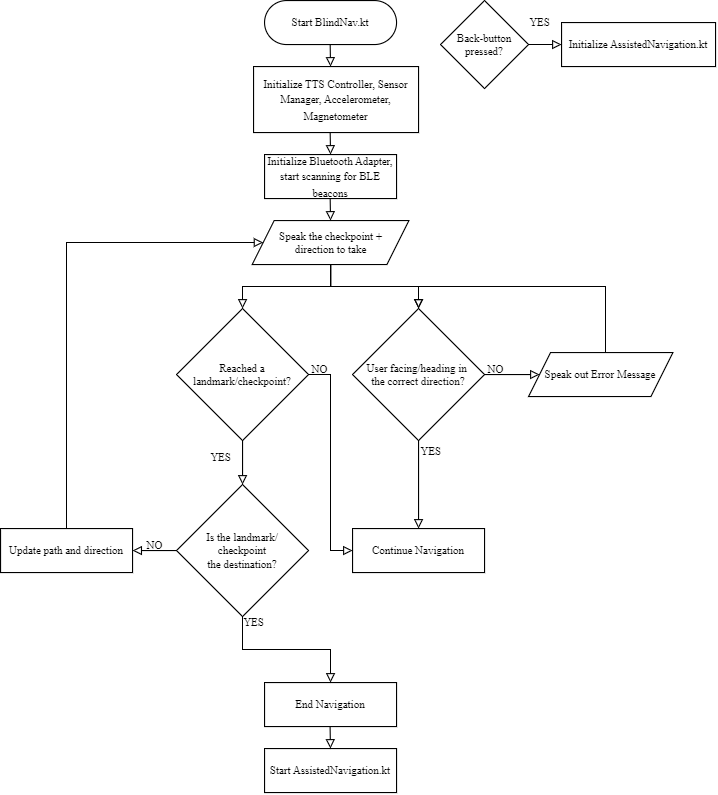 Start BlindNav.kt
YES
Back-button
pressed?
Initialize AssistedNavigation.kt
Initialize TTS Controller, Sensor
Manager, Accelerometer,
Magnetometer
Initialize Bluetooth Adapter,
start scanning for BLE
beacons
Speak the checkpoint +
direction to take
Reached a
landmark/checkpoint?
NO
User facing/heading in
the correct direction?
NO
Speak out Error Message
YES
YES
Is the landmark/
checkpoint
the destination?
NO
Update path and direction
Continue Navigation
YES
End Navigation
Start AssistedNavigation.kt